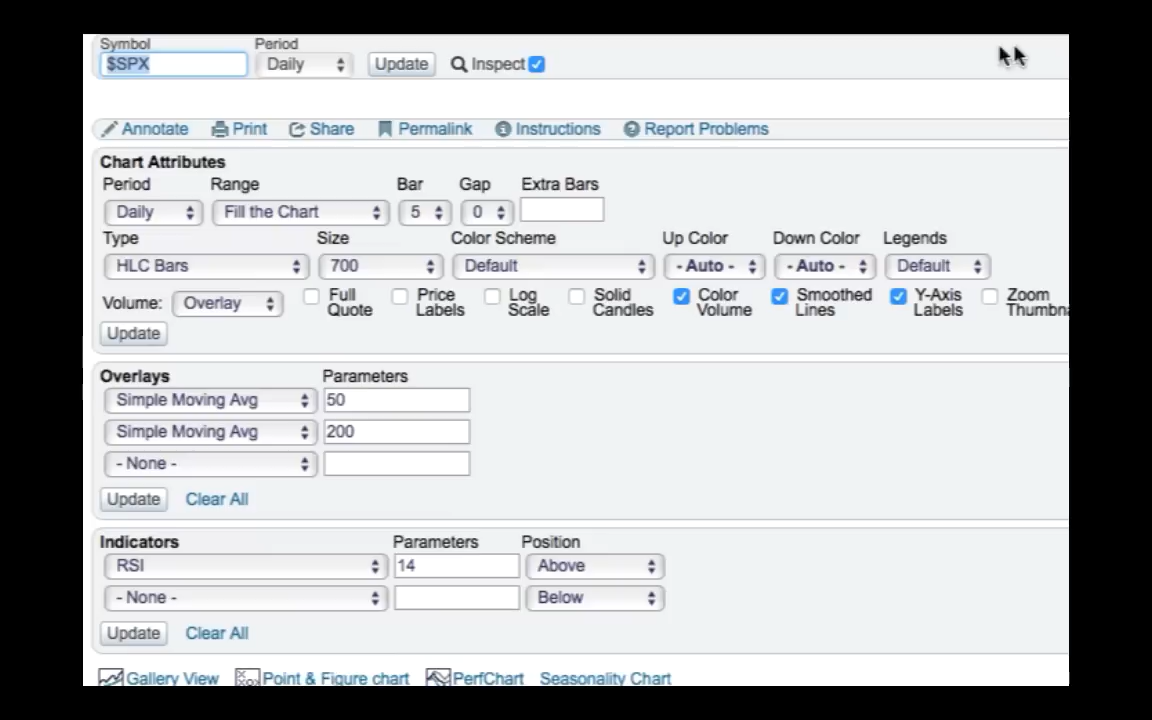 Symbol Period
$SPX Daily Update Inspect
Annotate Print Share Permalink Instructions Report Problems
Chart Attributes
Period Range Bar Gap Extra Bars
Daily Fill the Chart 5 0
Type Size Color Scheme Up Color Down Color Legends
HLC Bars 700 Default - Auto - - Auto - Default
Volume: Overlay Full Quote Price Labels Log Scale Solid Candles Color Volume Smoothed Lines Y-Axis Labels Zoom
Update
Overlays Parameters
Simple Moving Avg 50
Simple Moving Avg 200
- None -
Update Clear All
Indicators Parameters Position
RSI 14 Above
- None - Below
Update Clear All
Gallery View Point & Figure chart PerfChart Seasonality Chart